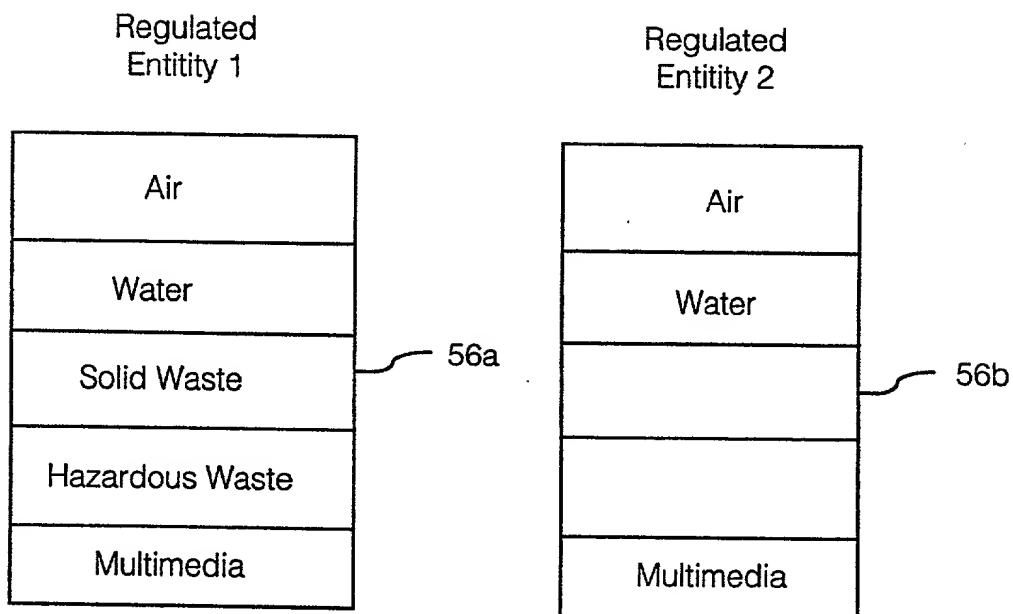 Regulated
Entitity 1
Air
Water
Solid Waste
Hazardous Waste
Multimedia
56a
Regulated
Entitity 2
Air
Water
Multimedia
56b